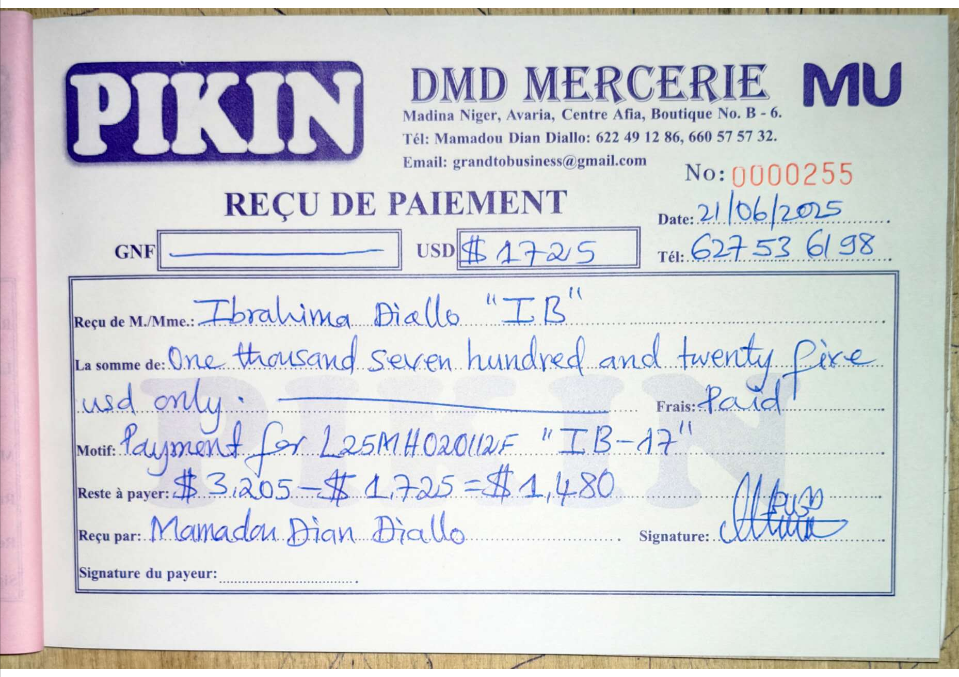 PIKIN
DMD MERCERIE
MU
Madina Niger, Avaria, Centre Afia, Boutique No. B - 6.
Tél: Mamadou Dian Diallo: 622 49 12 86, 660 57 57 32.
Email: grandtobusiness@gmail.com
No: 0000255
REÇU DE PAIEMENT
Date: 21/06/2025
GNF USD $ 1725 Tél: 627 53 61 98
Reçu de M./Mme.: Ibrahima Diallo "IB"
La somme de: One thousand seven hundred and twenty five
usd only. Frais: Paid
Motif: Payment for L25MH020112F "IB-17"
Reste à payer: $ 3,205 - $ 1,725 = $ 1,480
Reçu par: Mamadou Dian Diallo Signature:
Signature du payeur:
PIKIN